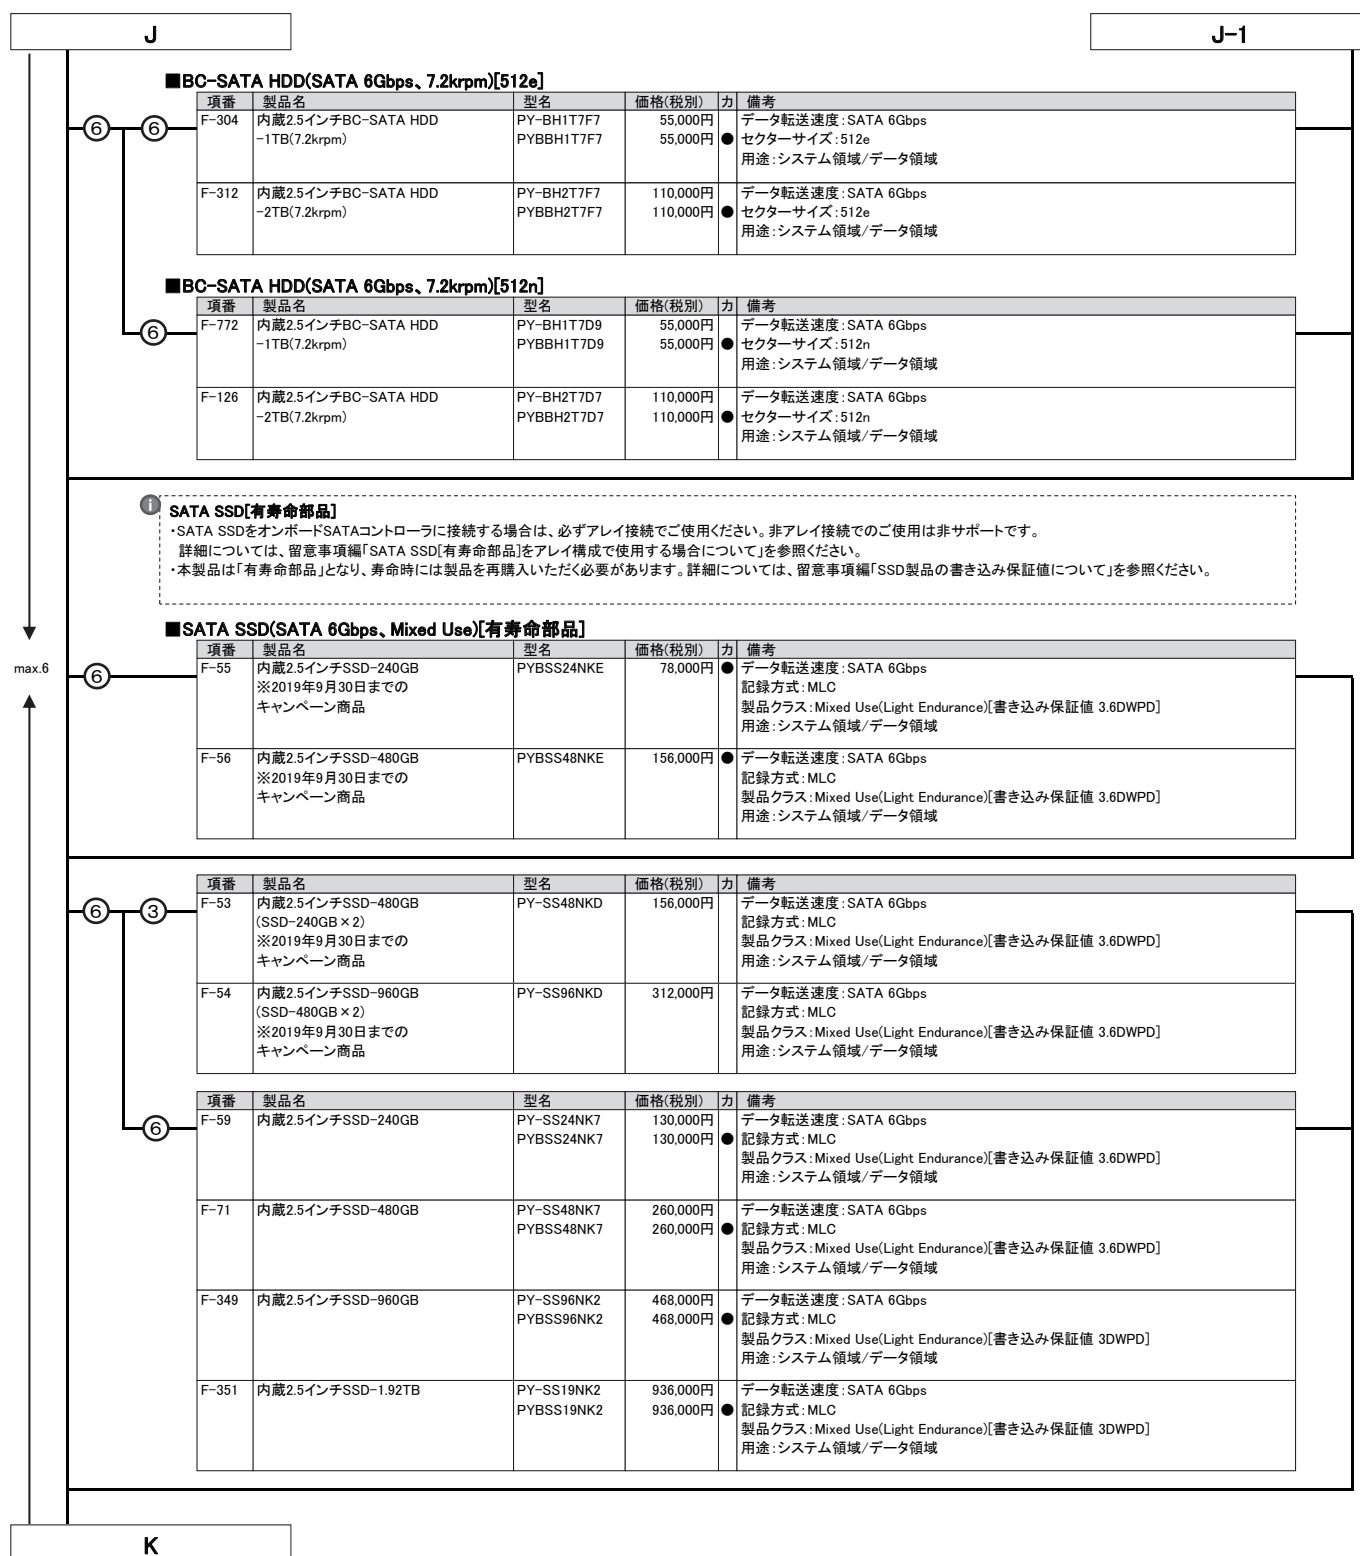 J
J-1
■BC-SATA HDD(SATA 6Gbps、7.2krpm)[512e]
項番 製品名 型名 価格(税別) カ 備考
⑥ ⑥ F-304 内蔵2.5インチBC-SATA HDD PY-BH1T7F7 55,000円 データ転送速度:SATA 6Gbps
-1TB(7.2krpm) PYBBH1T7F7 55,000円 ● セクターサイズ:512e
用途:システム領域/データ領域
F-312 内蔵2.5インチBC-SATA HDD PY-BH2T7F7 110,000円 データ転送速度:SATA 6Gbps
-2TB(7.2krpm) PYBBH2T7F7 110,000円 ● セクターサイズ:512e
用途:システム領域/データ領域
■BC-SATA HDD(SATA 6Gbps、7.2krpm)[512n]
項番 製品名 型名 価格(税別) カ 備考
⑥ F-772 内蔵2.5インチBC-SATA HDD PY-BH1T7D9 55,000円 データ転送速度:SATA 6Gbps
-1TB(7.2krpm) PYBBH1T7D9 55,000円 ● セクターサイズ:512n
用途:システム領域/データ領域
F-126 内蔵2.5インチBC-SATA HDD PY-BH2T7D7 110,000円 データ転送速度:SATA 6Gbps
-2TB(7.2krpm) PYBBH2T7D7 110,000円 ● セクターサイズ:512n
用途:システム領域/データ領域
i
SATA SSD[有寿命部品]
・SATA SSDをオンボードSATAコントローラに接続する場合は、必ずアレイ接続でご使用ください。非アレイ接続でのご使用は非サポートです。
詳細については、留意事項編「SATA SSD[有寿命部品]をアレイ構成で使用する場合について」を参照ください。
・本製品は「有寿命部品」となり、寿命時には製品を再購入いただく必要があります。詳細については、留意事項編「SSD製品の書き込み保証値について」を参照ください。
■SATA SSD(SATA 6Gbps、Mixed Use)[有寿命部品]
項番 製品名 型名 価格(税別) カ 備考
max.6 ⑥ F-55 内蔵2.5インチSSD-240GB PYBSS24NKE 78,000円 ● データ転送速度:SATA 6Gbps
※2019年9月30日までの 記録方式:MLC
キャンペーン商品 製品クラス:Mixed Use(Light Endurance)[書き込み保証値 3.6DWPD]
用途:システム領域/データ領域
F-56 内蔵2.5インチSSD-480GB PYBSS48NKE 156,000円 ● データ転送速度:SATA 6Gbps
※2019年9月30日までの 記録方式:MLC
キャンペーン商品 製品クラス:Mixed Use(Light Endurance)[書き込み保証値 3.6DWPD]
用途:システム領域/データ領域
項番 製品名 型名 価格(税別) カ 備考
⑥ ③ F-53 内蔵2.5インチSSD-480GB PY-SS48NKD 156,000円 データ転送速度:SATA 6Gbps
(SSD-240GB×2) 記録方式:MLC
※2019年9月30日までの 製品クラス:Mixed Use(Light Endurance)[書き込み保証値 3.6DWPD]
キャンペーン商品 用途:システム領域/データ領域
F-54 内蔵2.5インチSSD-960GB PY-SS96NKD 312,000円 データ転送速度:SATA 6Gbps
(SSD-480GB×2) 記録方式:MLC
※2019年9月30日までの 製品クラス:Mixed Use(Light Endurance)[書き込み保証値 3.6DWPD]
キャンペーン商品 用途:システム領域/データ領域
項番 製品名 型名 価格(税別) カ 備考
⑥ F-59 内蔵2.5インチSSD-240GB PY-SS24NK7 130,000円 データ転送速度:SATA 6Gbps
PYBSS24NK7 130,000円 ● 記録方式:MLC
製品クラス:Mixed Use(Light Endurance)[書き込み保証値 3.6DWPD]
用途:システム領域/データ領域
F-71 内蔵2.5インチSSD-480GB PY-SS48NK7 260,000円 データ転送速度:SATA 6Gbps
PYBSS48NK7 260,000円 ● 記録方式:MLC
製品クラス:Mixed Use(Light Endurance)[書き込み保証値 3.6DWPD]
用途:システム領域/データ領域
F-349 内蔵2.5インチSSD-960GB PY-SS96NK2 468,000円 データ転送速度:SATA 6Gbps
PYBSS96NK2 468,000円 ● 記録方式:MLC
製品クラス:Mixed Use(Light Endurance)[書き込み保証値 3DWPD]
用途:システム領域/データ領域
F-351 内蔵2.5インチSSD-1.92TB PY-SS19NK2 936,000円 データ転送速度:SATA 6Gbps
PYBSS19NK2 936,000円 ● 記録方式:MLC
製品クラス:Mixed Use(Light Endurance)[書き込み保証値 3DWPD]
用途:システム領域/データ領域
K